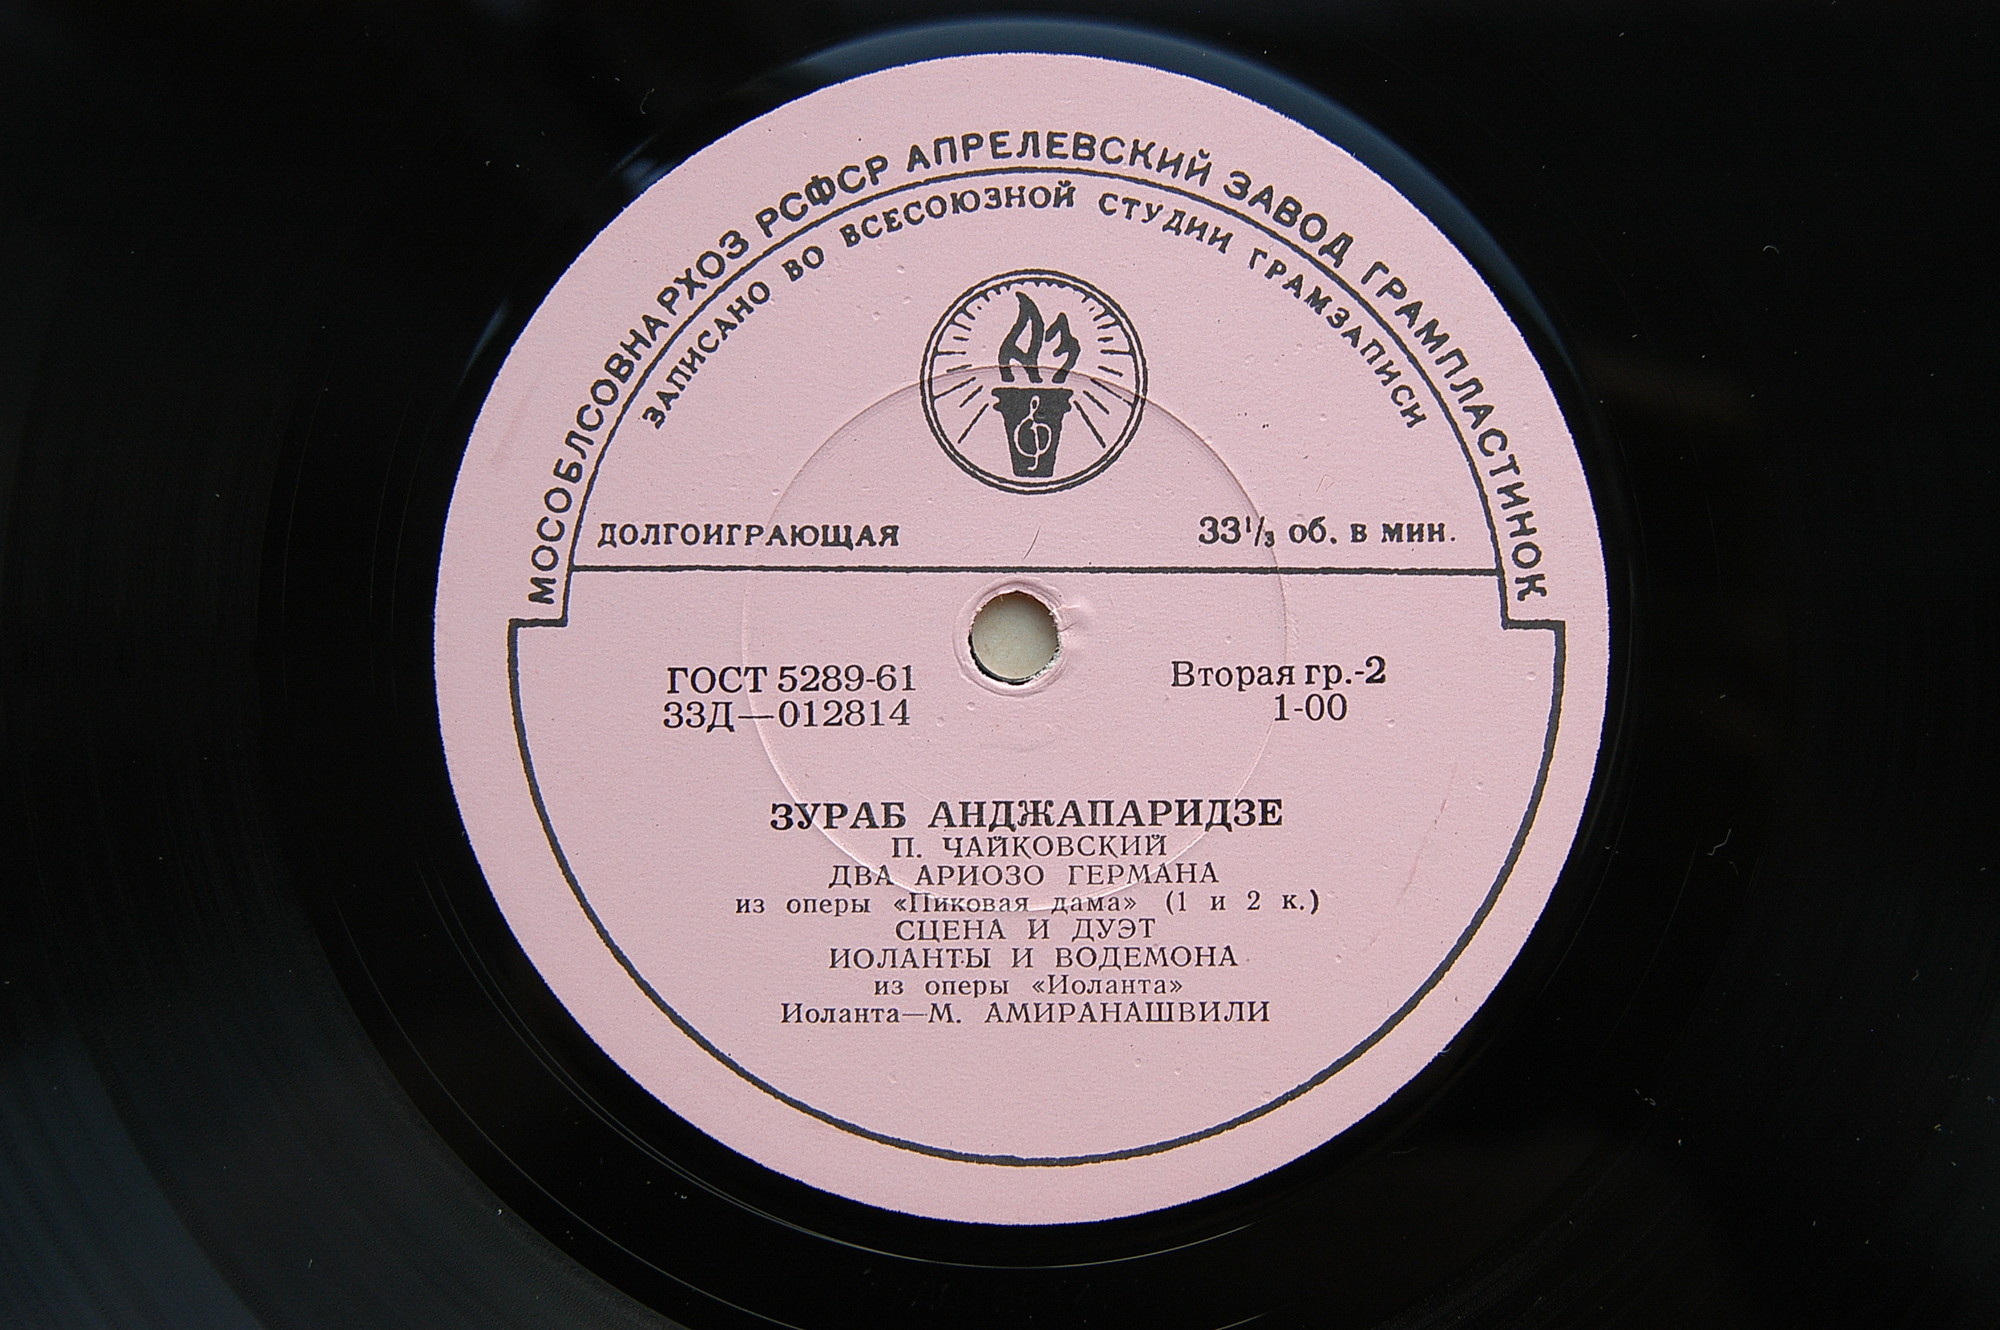 МОСОБЛСОВНАРХОЗ РСФСР АПРЕЛЕВСКИЙ ЗАВОД ГРАМПЛАСТИНОК
ЗАПИСАНО ВО ВСЕСОЮЗНОЙ СТУДИИ ГРАМЗАПИСИ
ДОЛГОИГРАЮЩАЯ 33 1/3 об. в мин.
ГОСТ 5289-61 Вторая гр.-2
33Д—012814 1-00
ЗУРАБ АНДЖАПАРИДЗЕ
П. ЧАЙКОВСКИЙ
ДВА АРИОЗО ГЕРМАНА
из оперы «Пиковая дама» (1 и 2 к.)
СЦЕНА И ДУЭТ
ИОЛАНТЫ И ВОДЕМОНА
из оперы «Иоланта»
Иоланта—М. АМИРАНАШВИЛИ